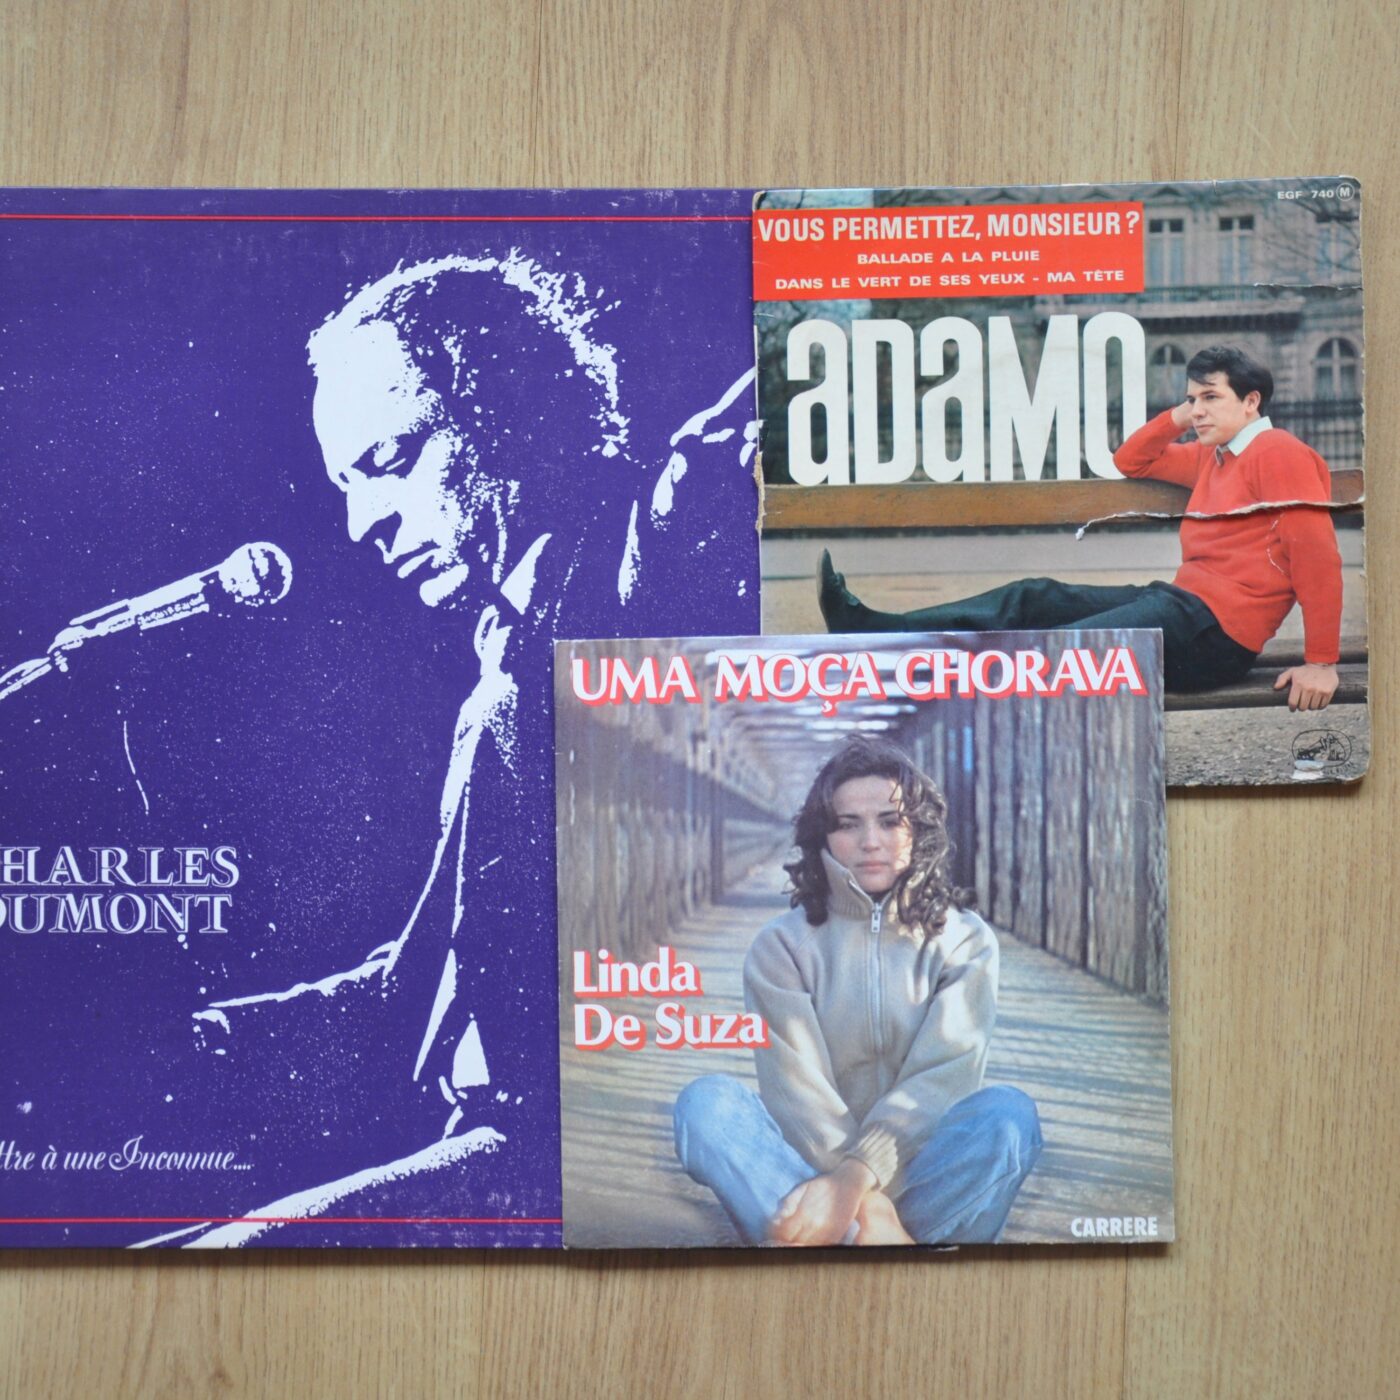 HARLES
DUMONT
ttre à une Inconnue....
EGF 740 M
VOUS PERMETTEZ, MONSIEUR ?
BALLADE A LA PLUIE
DANS LE VERT DE SES YEUX - MA TÊTE
aDaMO
UMA MOÇA CHORAVA
Linda
De Suza
CARRERE